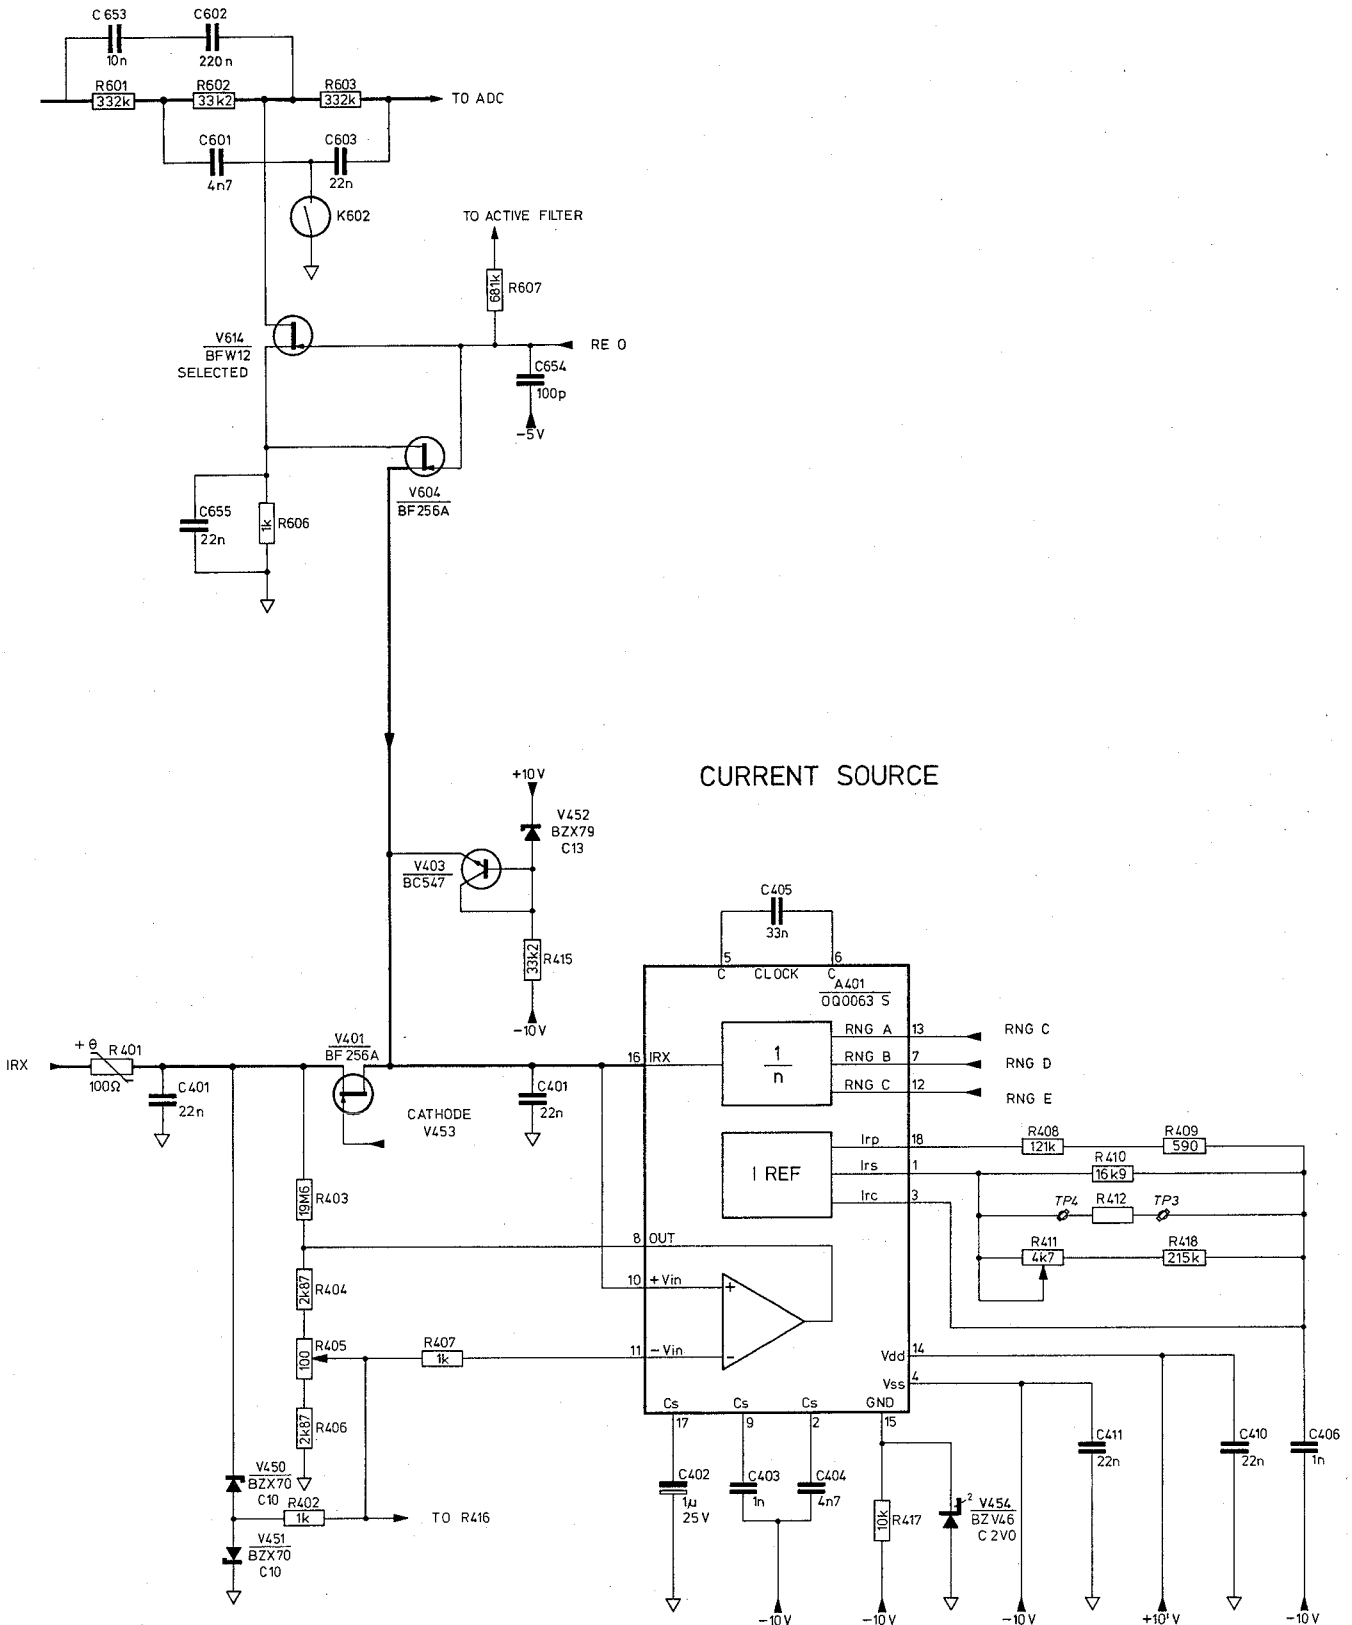 C 653
10n
C602
220 n
R601
332k
R602
33k2
R603
332k
TO ADC
C601
4n7
C603
22n
K602
TO ACTIVE FILTER
681k
R607
V614
BFW12
SELECTED
RE 0
C654
100p
-5V
V604
BF256A
C655
22n
1k
R606
CURRENT SOURCE
+10V
V452
BZX79
C13
V403
BC547
33k2
R415
-10V
C405
33n
5
C
CLOCK
6
C
A401
OQ0063 S
IRX
+ θ
R401
100Ω
C401
22n
V401
BF256A
CATHODE
V453
C401
22n
16
IRX
1
n
RNG A
13
RNG C
RNG B
7
RNG D
RNG C
12
RNG E
I REF
Irp
18
R408
121k
R409
590
Irs
1
R410
16k9
Irc
3
TP4
R412
TP3
R411
4k7
R418
215k
19M6
R403
8
OUT
2k87
R404
10
+Vin
+
100
R405
R407
1k
11
-Vin
-
2k87
R406
Vdd
14
Vss
4
Cs
17
Cs
9
Cs
2
GND
15
V450
BZX70
C10
R402
1k
TO R416
V451
BZX70
C10
C402
1µ
25V
C403
1n
C404
4n7
10k
R417
2
V454
BZV46
C2V0
C411
22n
C410
22n
C406
1n
-10V
-10V
-10V
+10V
-10V